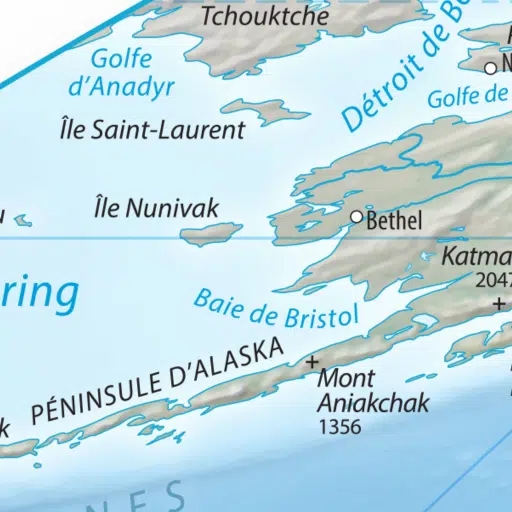 Tchouktche
Golfe
d'Anadyr
Détroit de
Golfe de
Île Saint-Laurent
Île Nunivak
Bethel
Katma
2047
ring
Baie de Bristol
PÉNINSULE D'ALASKA
Mont
Aniakchak
1356
k
N E S